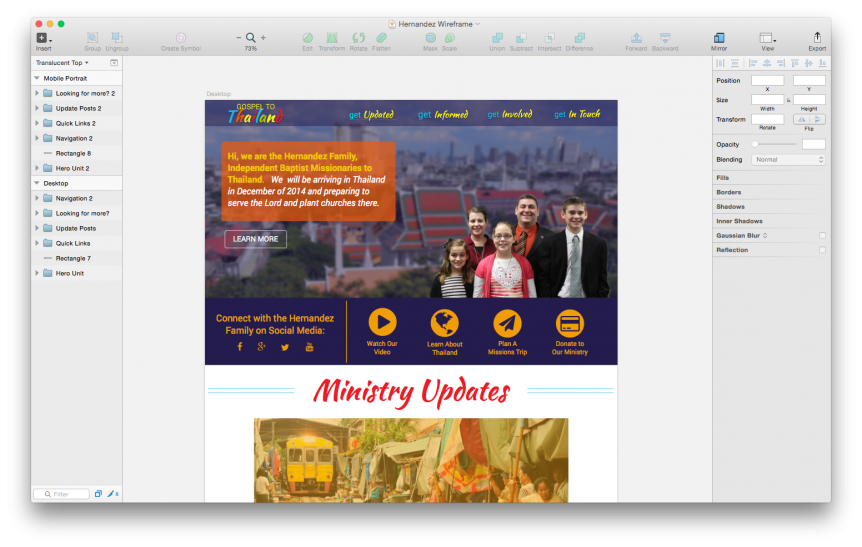 Hernandez Wireframe
Insert
Group Ungroup
Create Symbol
73%
Edit Transform Rotate Flatten
Mask Scale
Union Subtract Intersect Difference
Forward Backward
Mirror
View
Export
Translucent Top
Mobile Portrait
Looking for more? 2
Update Posts 2
Quick Links 2
Navigation 2
Rectangle 8
Hero Unit 2
Desktop
Navigation 2
Looking for more?
Update Posts
Quick Links
Rectangle 7
Hero Unit
Filter
6
Desktop
GOSPEL TO
Thailand
get Updated
get Informed
get Involved
get In Touch
Hi, we are the Hernandez Family,
Independent Baptist Missionaries to
Thailand. We will be arriving in Thailand
in December of 2014 and preparing to
serve the Lord and plant churches there.
LEARN MORE
Connect with the Hernandez
Family on Social Media:
Watch Our
Video
Learn About
Thailand
Plan A
Missions Trip
Donate to
Our Ministry
Ministry Updates
Position
X Y
Size
Width Height
Transform
Rotate Flip
Opacity
Blending Normal
Fills
Borders
Shadows
Inner Shadows
Gaussian Blur
Reflection